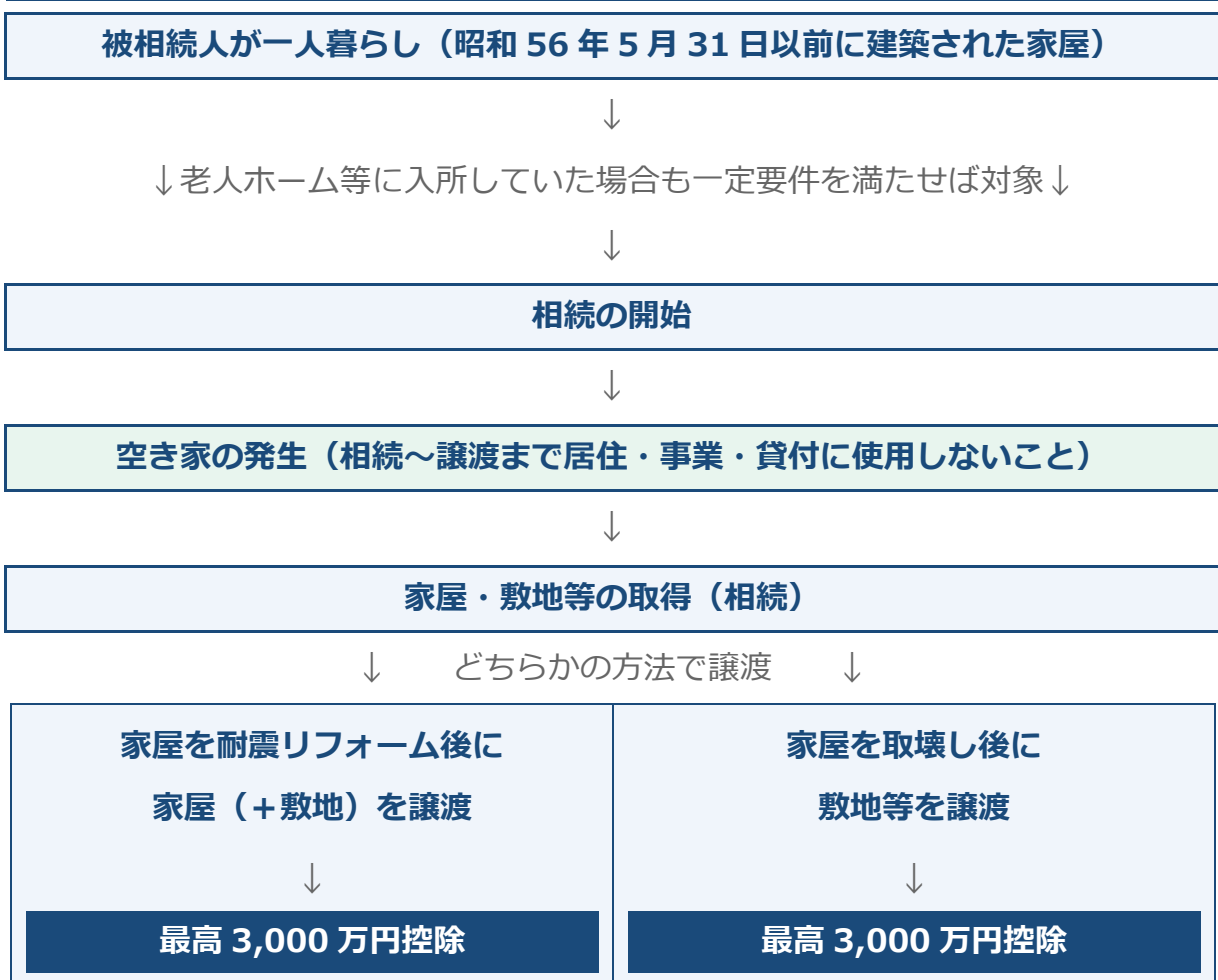 被相続人が一人暮らし（昭和 56 年 5 月 31 日以前に建築された家屋）
↓
↓老人ホーム等に入所していた場合も一定要件を満たせば対象↓
↓
相続の開始
↓
空き家の発生（相続～譲渡まで居住・事業・貸付に使用しないこと）
↓
家屋・敷地等の取得（相続）
↓ どちらかの方法で譲渡 ↓
家屋を耐震リフォーム後に
家屋（＋敷地）を譲渡
↓
最高 3,000 万円控除
家屋を取壊し後に
敷地等を譲渡
↓
最高 3,000 万円控除